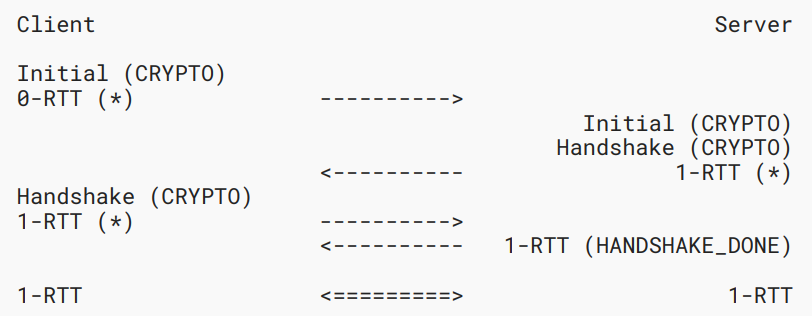 Client Server
Initial (CRYPTO)
0-RTT (*) ---------->
Initial (CRYPTO)
Handshake (CRYPTO)
<---------- 1-RTT (*)
Handshake (CRYPTO)
1-RTT (*) ---------->
<---------- 1-RTT (HANDSHAKE_DONE)
1-RTT <=========> 1-RTT